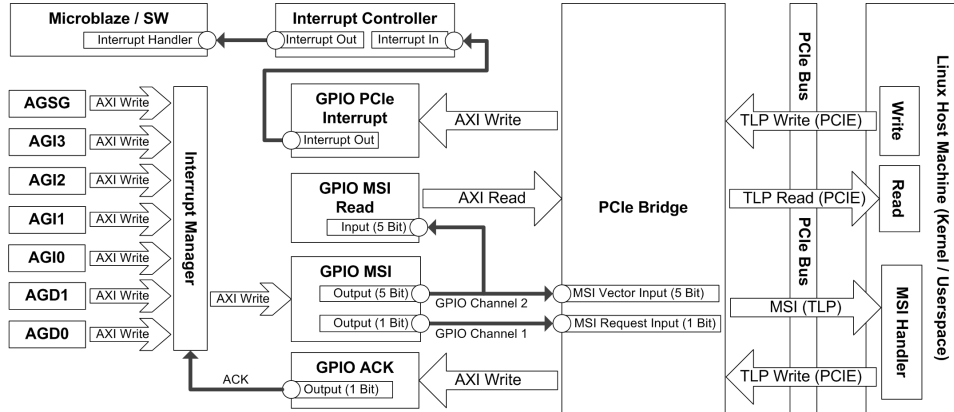 Microblaze / SW
Interrupt Handler
Interrupt Controller
Interrupt Out
Interrupt In
AGSG
AXI Write
AGI3
AXI Write
AGI2
AXI Write
AGI1
AXI Write
AGI0
AXI Write
AGD1
AXI Write
AGD0
AXI Write
Interrupt Manager
AXI Write
ACK
GPIO PCIe
Interrupt
Interrupt Out
AXI Write
GPIO MSI
Read
Input (5 Bit)
AXI Read
GPIO MSI
Output (5 Bit)
GPIO Channel 2
Output (1 Bit)
GPIO Channel 1
GPIO ACK
Output (1 Bit)
AXI Write
PCIe Bridge
MSI Vector Input (5 Bit)
MSI Request Input (1 Bit)
PCIe Bus
TLP Write (PCIE)
TLP Read (PCIE)
PCIe Bus
MSI (TLP)
TLP Write (PCIE)
Write
Read
MSI Handler
Linux Host Machine (Kernel / Userspace)